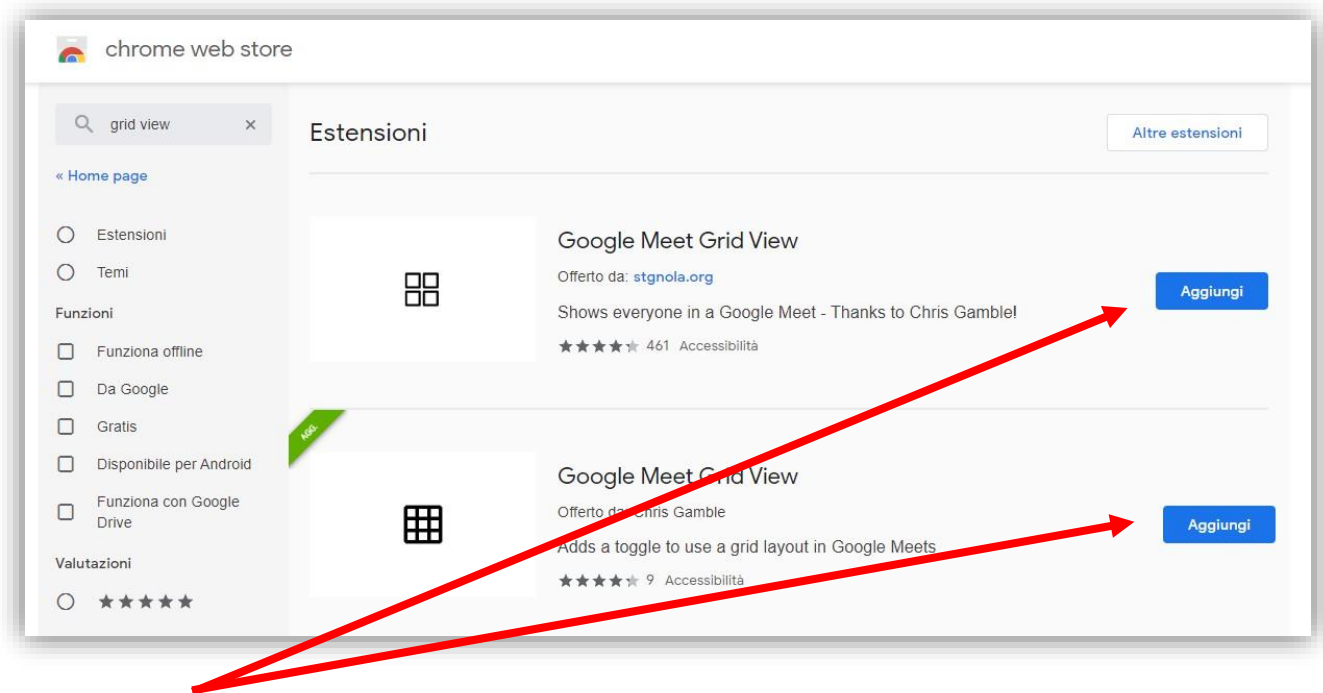 chrome web store
grid view ×
« Home page
Estensioni
Temi
Funzioni
Funziona offline
Da Google
Gratis
Disponibile per Android
Funziona con Google
Drive
Valutazioni
Estensioni
Altre estensioni
Google Meet Grid View
Offerto da: stgnola.org
Shows everyone in a Google Meet - Thanks to Chris Gamble!
461 Accessibilità
Aggiungi
AGG.
Google Meet Grid View
Offerto da: Chris Gamble
Adds a toggle to use a grid layout in Google Meets
9 Accessibilità
Aggiungi